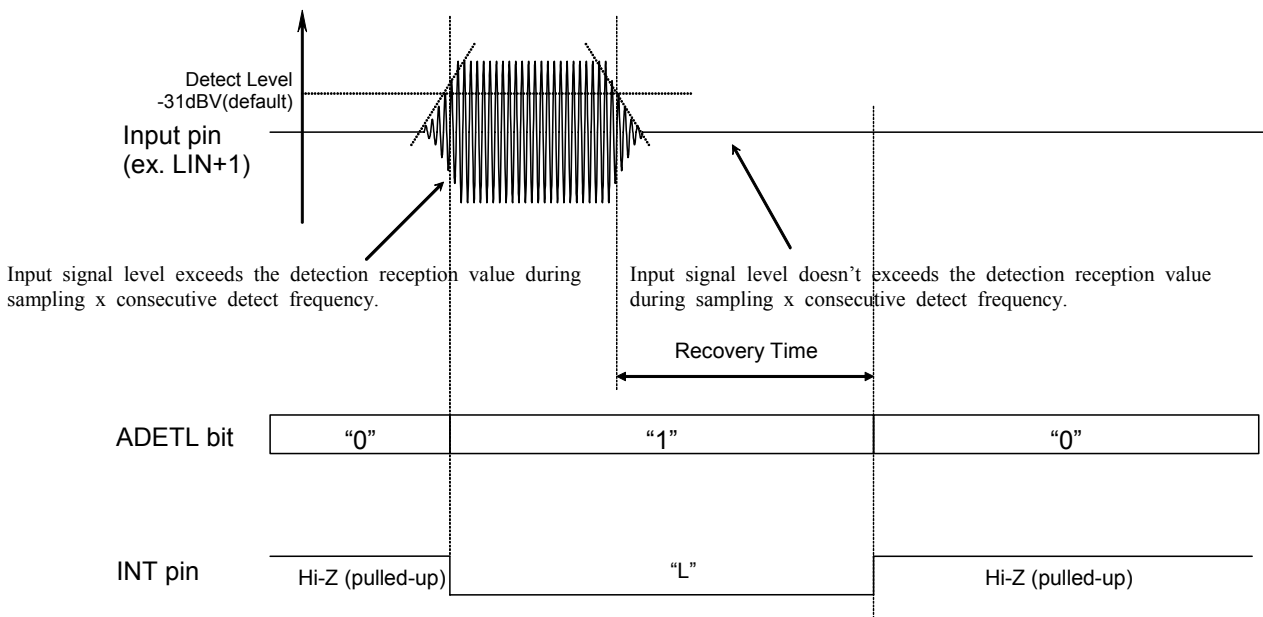 Detect Level
-31dBV(default)
Input pin
(ex. LIN+1)
Input signal level exceeds the detection reception value during
sampling x consecutive detect frequency.
Input signal level doesn’t exceeds the detection reception value
during sampling x consecutive detect frequency.
Recovery Time
ADETL bit
“0”
“1”
“0”
INT pin
Hi-Z (pulled-up)
“L”
Hi-Z (pulled-up)